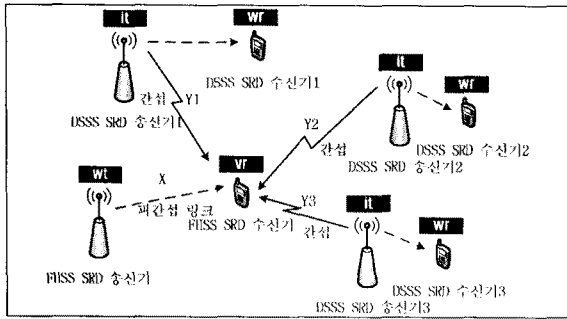 it
wr
DSSS SRD 수신기1
간섭
Y1
DSSS SRD 송신기1
it
wr
DSSS SRD 수신기2
Y2
간섭
DSSS SRD 송신기2
wt
X
피간섭 링크
FHSS SRD 송신기
vr
FHSS SRD 수신기
Y3
간섭
it
wr
DSSS SRD 수신기3
DSSS SRD 송신기3